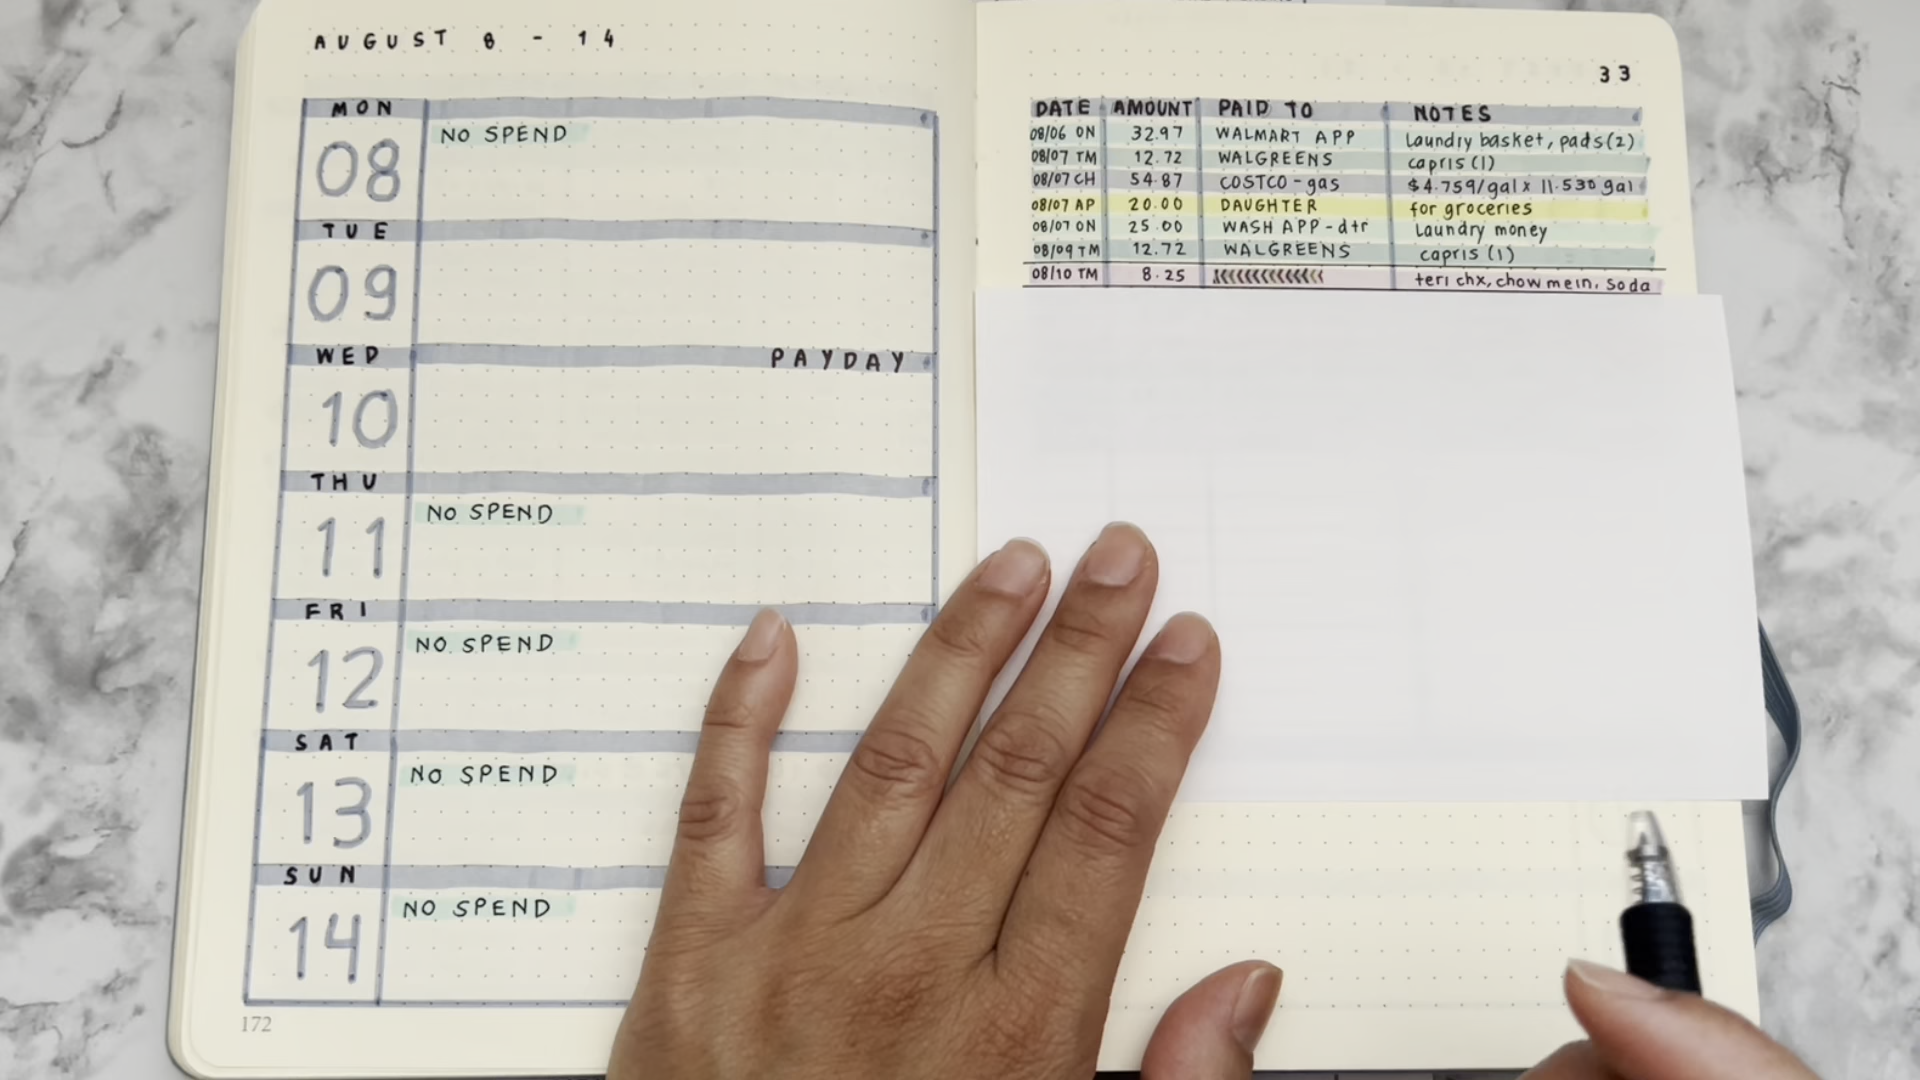 AUGUST 8 - 14
MON
08
NO SPEND
TUE
09
WED
PAYDAY
10
THU
11
NO SPEND
FRI
12
NO SPEND
SAT
13
NO SPEND
SUN
14
NO SPEND
172
33
DATE AMOUNT PAID TO NOTES
08/06 ON 32.97 WALMART APP Laundry basket, pads(2)
08/07 TM 12.72 WALGREENS capris (1)
08/07 CH 54.87 COSTCO - gas $4.759/gal x 11.530 gal
08/07 AP 20.00 DAUGHTER for groceries
08/07 ON 25.00 WASH APP - dtr Laundry money
08/09 TM 12.72 WALGREENS capris (1)
08/10 TM 8.25 teri chx, chow mein, soda